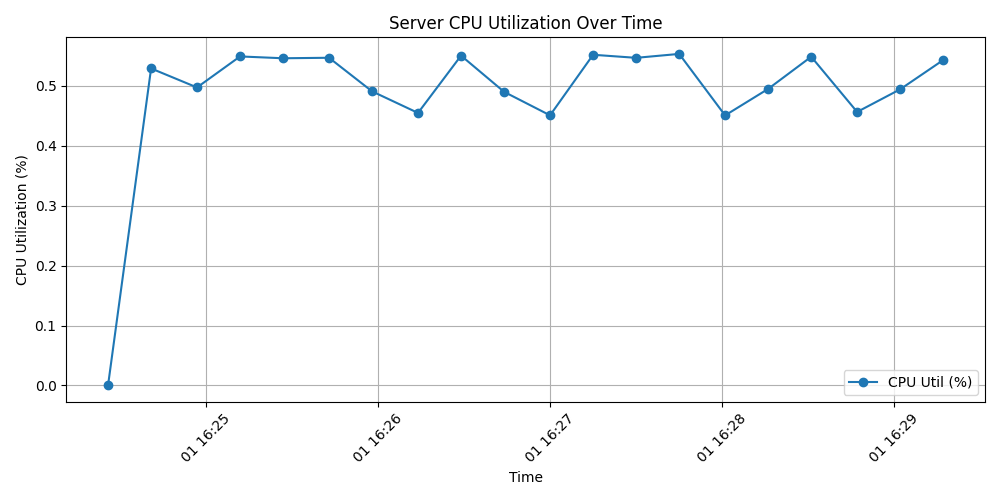 Server CPU Utilization Over Time
CPU Utilization (%)
0.5
0.4
0.3
0.2
0.1
0.0
CPU Util (%)
01 16:25
01 16:26
01 16:27
01 16:28
01 16:29
Time